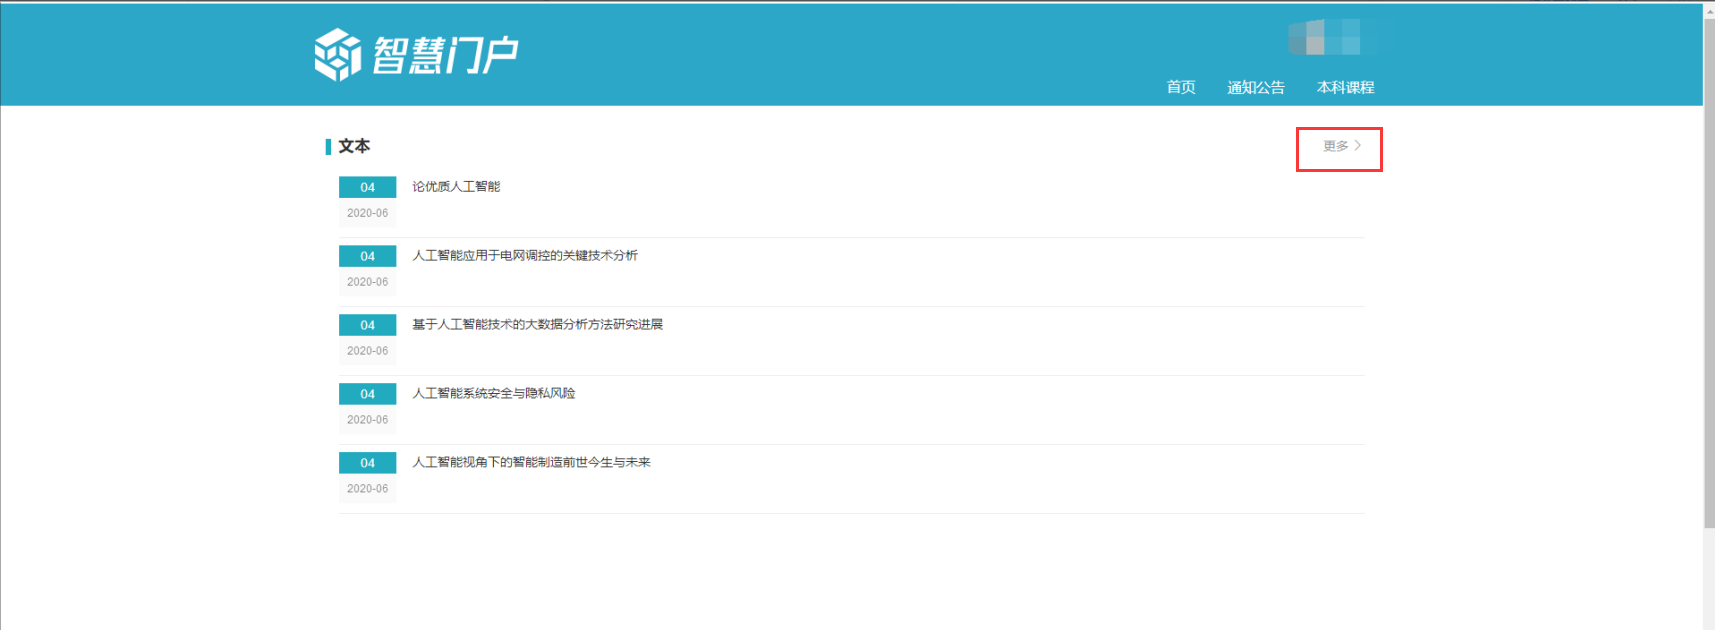 智慧门户
首页 通知公告 本科课程
文本 更多 >
04 论优质人工智能
2020-06
04 人工智能应用于电网调控的关键技术分析
2020-06
04 基于人工智能技术的大数据分析方法研究进展
2020-06
04 人工智能系统安全与隐私风险
2020-06
04 人工智能视角下的智能制造前世今生与未来
2020-06